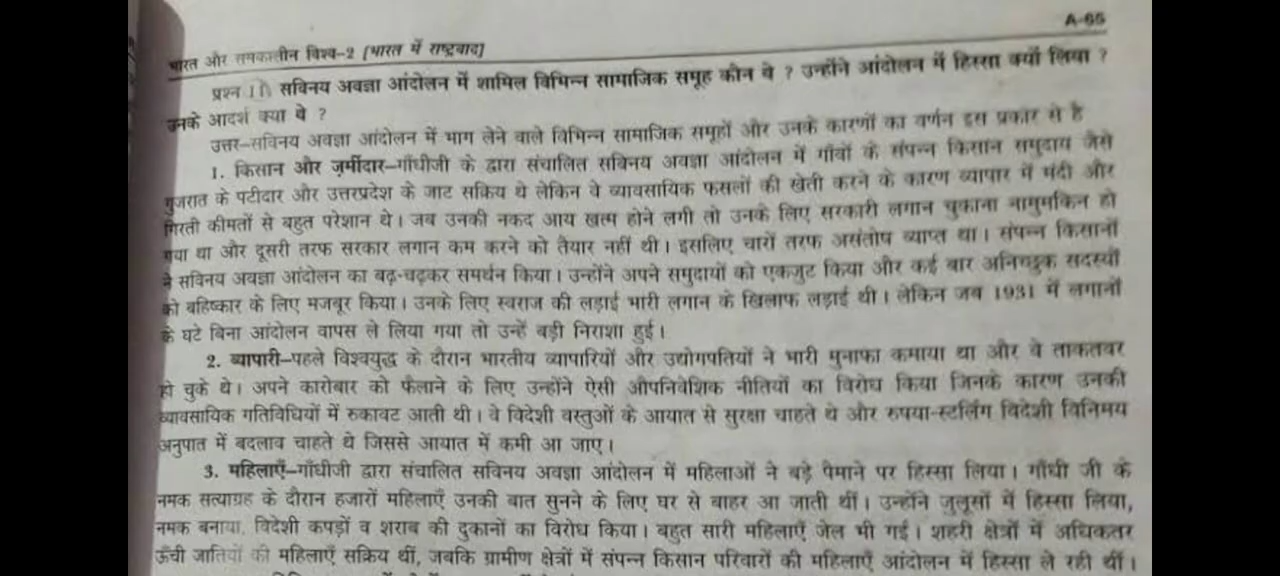 A-65
भारत और समकालीन विश्व-2 [भारत में राष्ट्रवाद]
प्रश्न 11 सविनय अवज्ञा आंदोलन में शामिल विभिन्न सामाजिक समूह कौन थे ? उन्होंने आंदोलन में हिस्सा क्यों लिया ?
उनके आदर्श क्या थे ?
उत्तर–सविनय अवज्ञा आंदोलन में भाग लेने वाले विभिन्न सामाजिक समूहों और उनके कारणों का वर्णन इस प्रकार से है
1. किसान और ज़मींदार–गाँधीजी के द्वारा संचालित सविनय अवज्ञा आंदोलन में गाँवों के संपन्न किसान समुदाय जैसे
गुजरात के पटीदार और उत्तरप्रदेश के जाट सक्रिय थे लेकिन वे व्यावसायिक फसलों की खेती करने के कारण व्यापार में मंदी और
गिरती कीमतों से बहुत परेशान थे। जब उनकी नकद आय खत्म होने लगी तो उनके लिए सरकारी लगान चुकाना नामुमकिन हो
गया था और दूसरी तरफ सरकार लगान कम करने को तैयार नहीं थी। इसलिए चारों तरफ असंतोष व्याप्त था। संपन्न किसानों
ने सविनय अवज्ञा आंदोलन का बढ़-चढ़कर समर्थन किया। उन्होंने अपने समुदायों को एकजुट किया और कई बार अनिच्छुक सदस्यों
को बहिष्कार के लिए मजबूर किया। उनके लिए स्वराज की लड़ाई भारी लगान के खिलाफ लड़ाई थी। लेकिन जब 1931 में लगानों
के घटे बिना आंदोलन वापस ले लिया गया तो उन्हें बड़ी निराशा हुई।
2. व्यापारी–पहले विश्वयुद्ध के दौरान भारतीय व्यापारियों और उद्योगपतियों ने भारी मुनाफा कमाया था और वे ताकतवर
हो चुके थे। अपने कारोबार को फैलाने के लिए उन्होंने ऐसी औपनिवेशिक नीतियों का विरोध किया जिनके कारण उनकी
व्यावसायिक गतिविधियों में रुकावट आती थी। वे विदेशी वस्तुओं के आयात से सुरक्षा चाहते थे और रुपया-स्टर्लिंग विदेशी विनिमय
अनुपात में बदलाव चाहते थे जिससे आयात में कमी आ जाए।
3. महिलाएँ–गाँधीजी द्वारा संचालित सविनय अवज्ञा आंदोलन में महिलाओं ने बड़े पैमाने पर हिस्सा लिया। गाँधी जी के
नमक सत्याग्रह के दौरान हजारों महिलाएँ उनकी बात सुनने के लिए घर से बाहर आ जाती थीं। उन्होंने जुलूसों में हिस्सा लिया,
नमक बनाया, विदेशी कपड़ों व शराब की दुकानों का विरोध किया। बहुत सारी महिलाएँ जेल भी गई। शहरी क्षेत्रों में अधिकतर
ऊँची जातियों की महिलाएँ सक्रिय थीं, जबकि ग्रामीण क्षेत्रों में संपन्न किसान परिवारों की महिलाएँ आंदोलन में हिस्सा ले रही थीं।